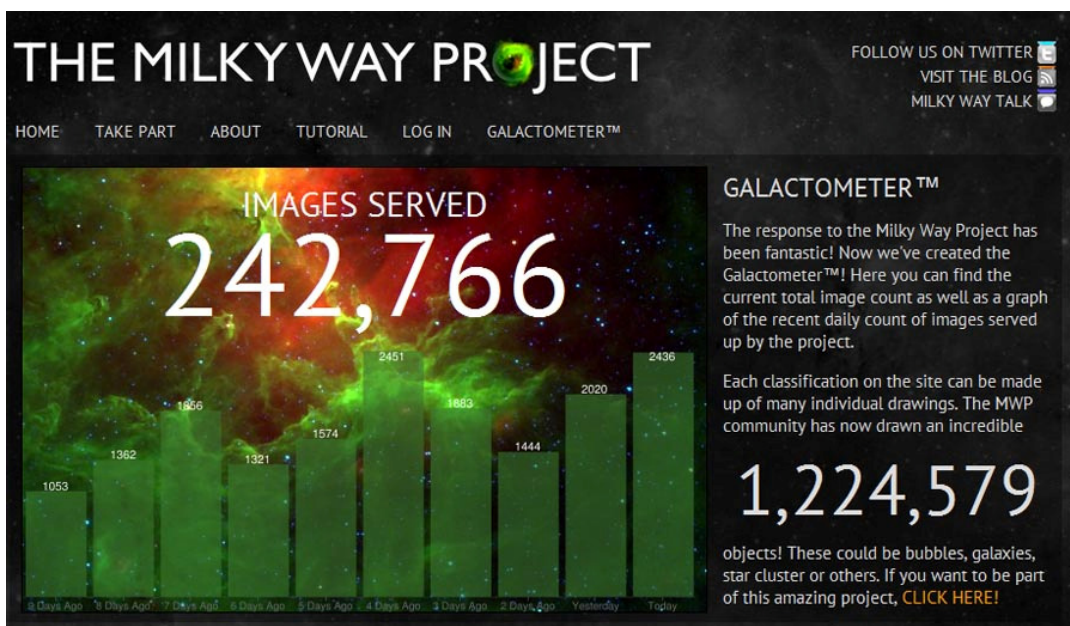 THE MILKY WAY PROJECT
FOLLOW US ON TWITTER
VISIT THE BLOG
MILKY WAY TALK
HOME TAKE PART ABOUT TUTORIAL LOG IN GALACTOMETER™
IMAGES SERVED
242,766
1053 1362 1856 1321 1574 2451 1883 1444 2020 2436
9 Days Ago 8 Days Ago 7 Days Ago 6 Days Ago 5 Days Ago 4 Days Ago 3 Days Ago 2 Days Ago Yesterday Today
GALACTOMETER™
The response to the Milky Way Project has
been fantastic! Now we've created the
Galactometer™! Here you can find the
current total image count as well as a graph
of the recent daily count of images served
up by the project.
Each classification on the site can be made
up of many individual drawings. The MWP
community has now drawn an incredible
1,224,579
objects! These could be bubbles, galaxies,
star cluster or others. If you want to be part
of this amazing project, CLICK HERE!